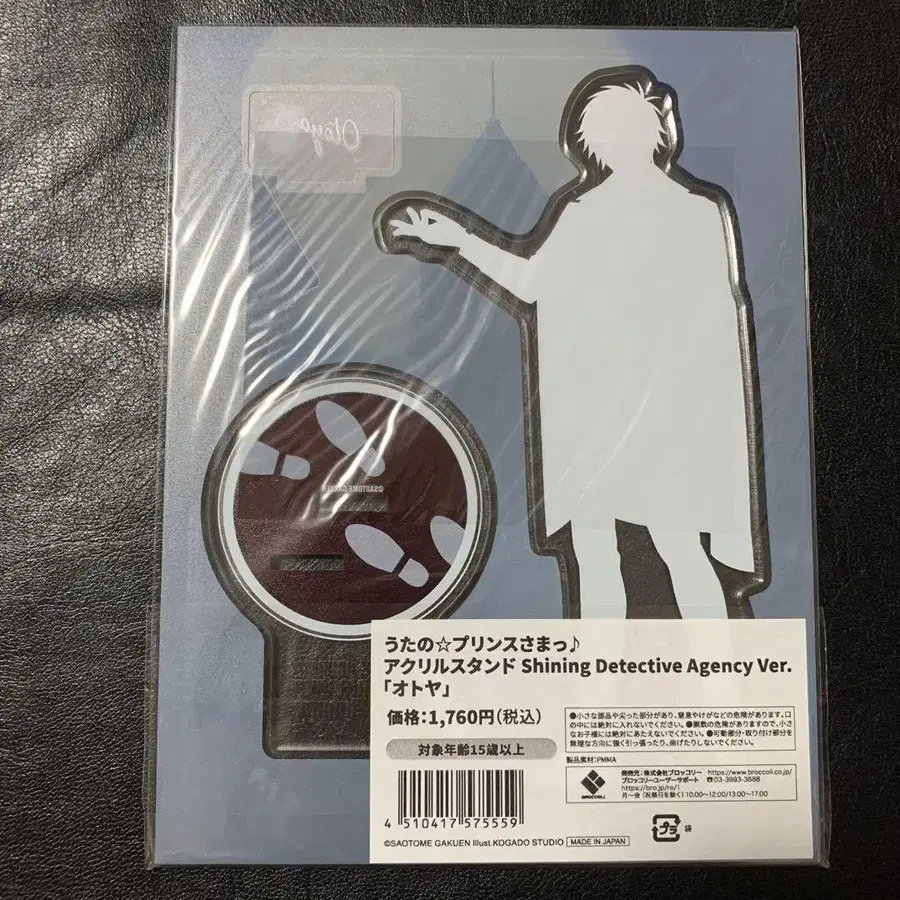 Otoya
©SAOTOME GAKUEN
うたの☆プリンスさまっ♪
アクリルスタンド Shining Detective Agency Ver.
「オトヤ」
価格:1,760円(税込)
対象年齢15歳以上
●小さな部品や尖った部分があり、窒息やけがなどの危険があります。口
の中には絶対に入れないでください。●誤飲の危険がありますので、小さ
なお子様には絶対にあたえないでください。●可動部分・取り付け部分を
無理な方向に強く引っ張ったり、曲げたりしないでください。
製品素材:PMMA
BROCCOLI
発売元:株式会社ブロッコリー https://www.broccoli.co.jp/
ブロッコリーユーザーサポート ☎03-3993-3688
https://bro.jp/re/1
月~金(祝祭日を除く)10:00~12:00/13:00~17:00
4 510417 575559
プラ 袋
©SAOTOME GAKUEN Illust.KOGADO STUDIO MADE IN JAPAN